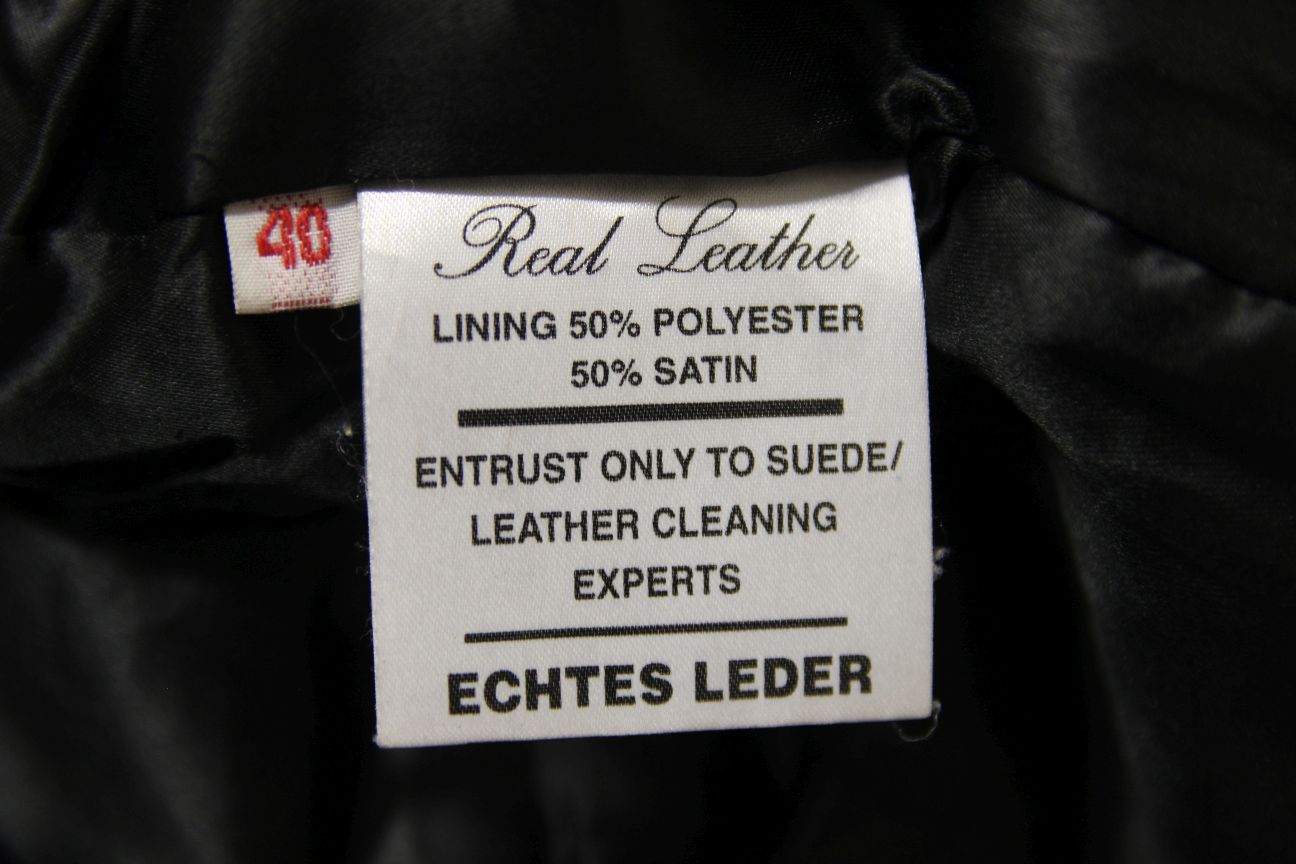 40
Real Leather
LINING 50% POLYESTER
50% SATIN
ENTRUST ONLY TO SUEDE/
LEATHER CLEANING
EXPERTS
ECHTES LEDER